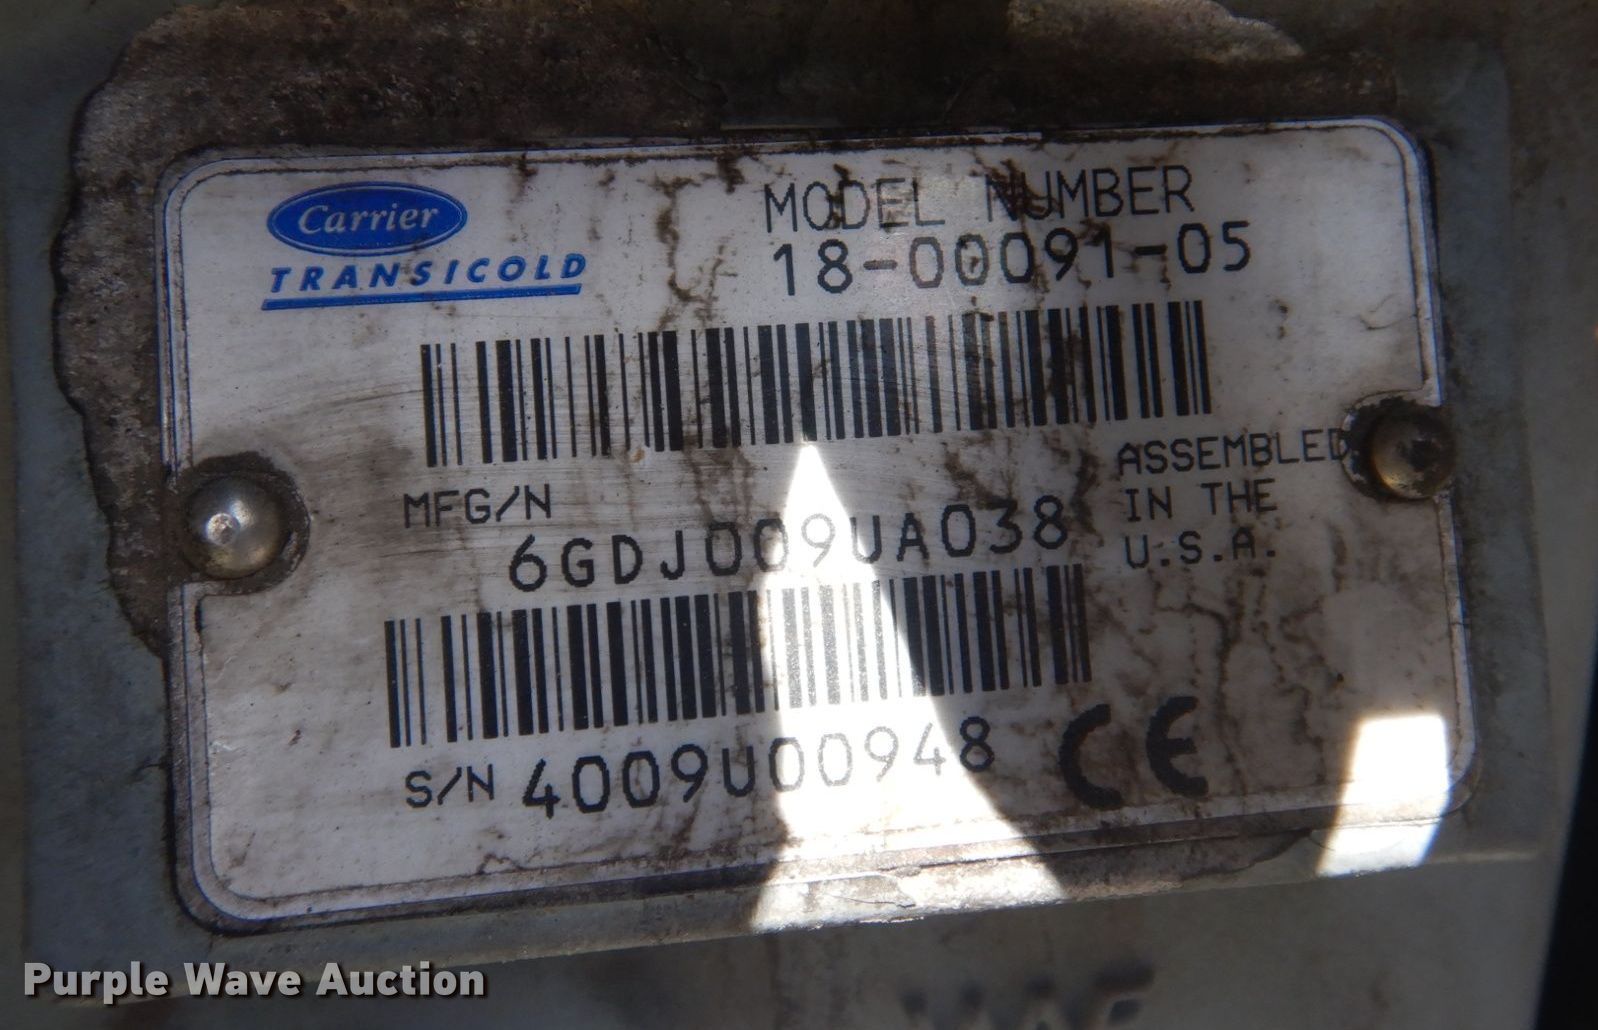 Carrier
TRANSICOLD
MODEL NUMBER
18-00091-05
MFG/N
6GDJ009UA038
ASSEMBLED
IN THE
U.S.A.
S/N 4009U00948
CE
Purple Wave Auction